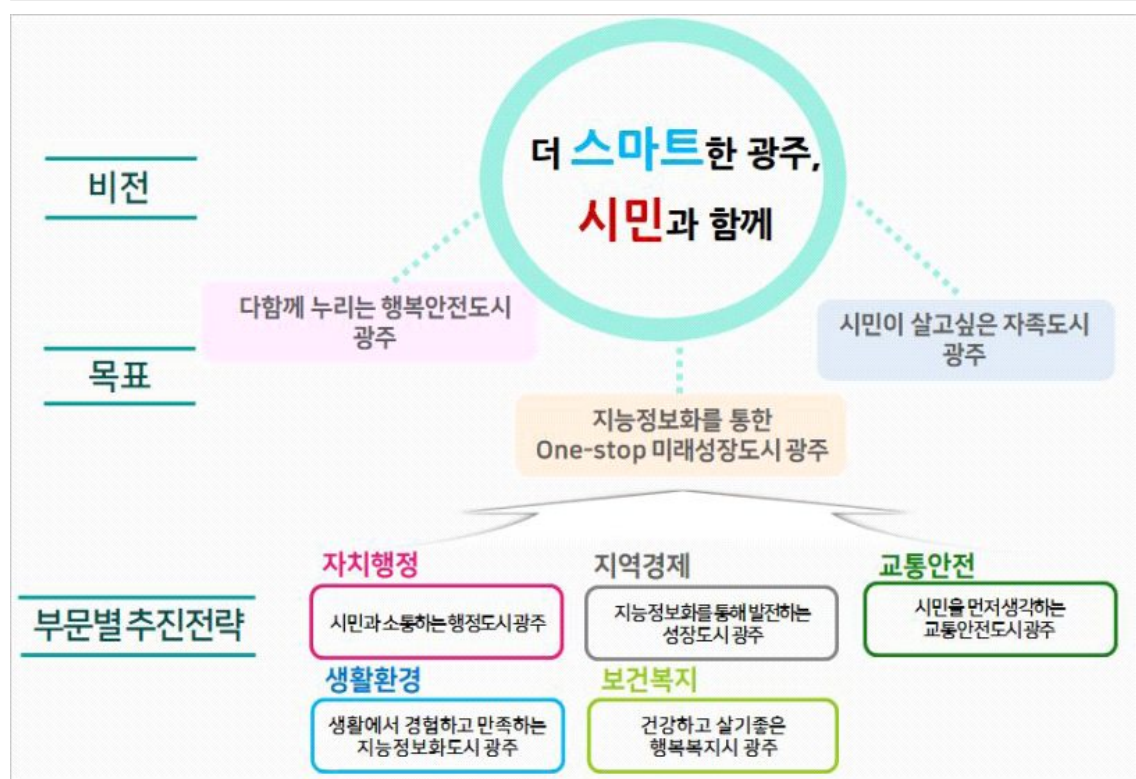 더 스마트한 광주,
시민과 함께
비전
다함께 누리는 행복안전도시
광주
시민이 살고싶은 자족도시
광주
목표
지능정보화를 통한
One-stop 미래성장도시 광주
부문별 추진전략
자치행정
시민과 소통하는 행정도시 광주
지역경제
지능정보화를 통해 발전하는
성장도시 광주
교통안전
시민을 먼저 생각하는
교통안전도시 광주
생활환경
생활에서 경험하고 만족하는
지능정보화도시 광주
보건복지
건강하고 살기좋은
행복복지시 광주